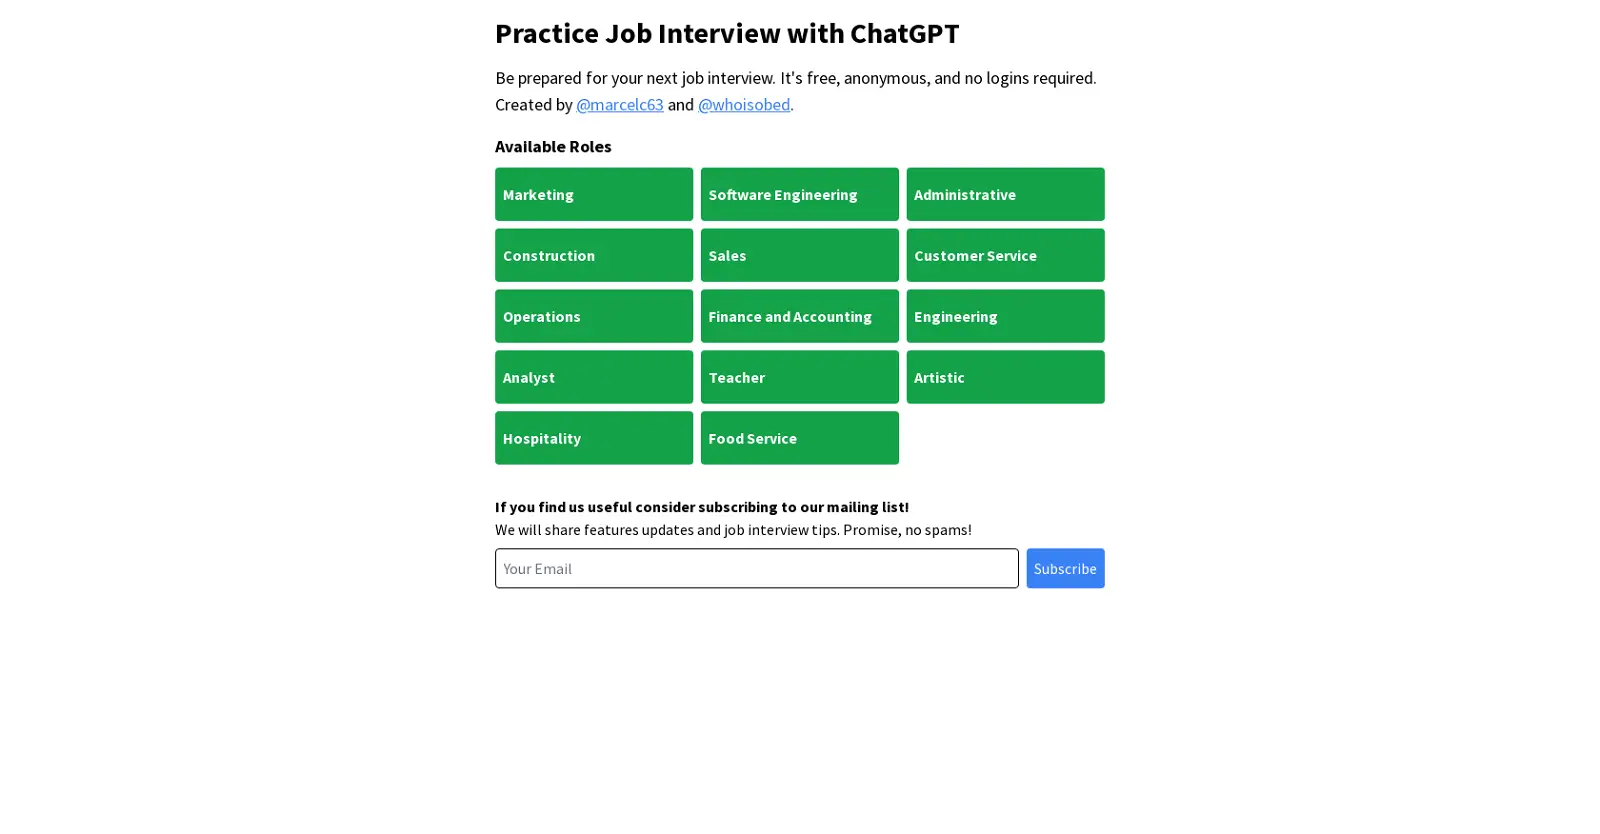 Practice Job Interview with ChatGPT
Be prepared for your next job interview. It's free, anonymous, and no logins required.
Created by @marcelc63 and @whoisobed.
Available Roles
Marketing
Software Engineering
Administrative
Construction
Sales
Customer Service
Operations
Finance and Accounting
Engineering
Analyst
Teacher
Artistic
Hospitality
Food Service
If you find us useful consider subscribing to our mailing list!
We will share features updates and job interview tips. Promise, no spams!
Your Email
Subscribe